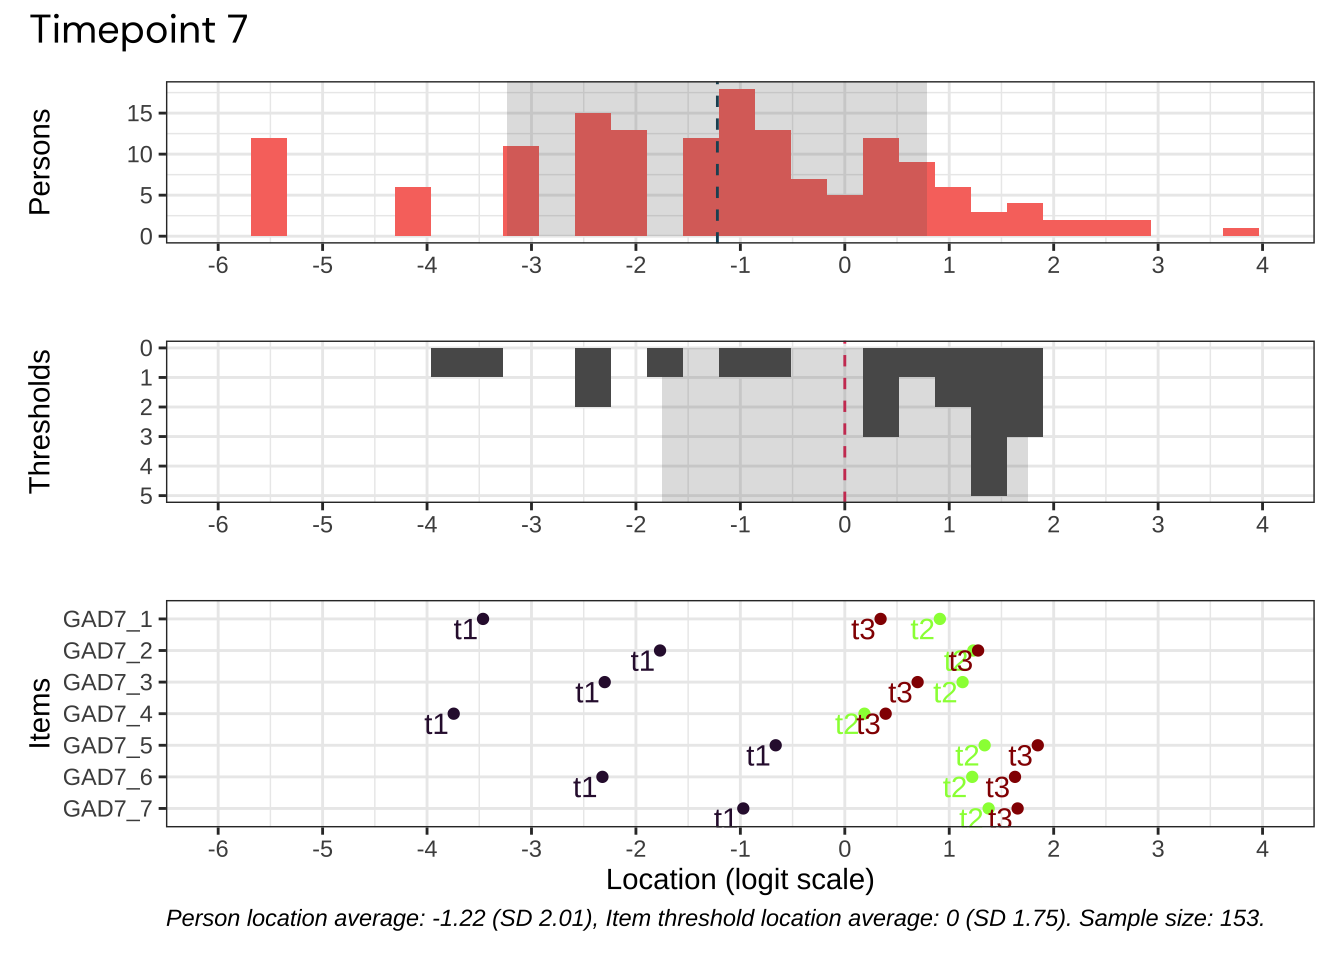 Timepoint 7
Persons
15
10
5
0
-6 -5 -4 -3 -2 -1 0 1 2 3 4
Thresholds
0
1
2
3
4
5
-6 -5 -4 -3 -2 -1 0 1 2 3 4
Items
GAD7_1 t1 t3 t2
GAD7_2 t1 t2 t3
GAD7_3 t1 t3 t2
GAD7_4 t1 t2 t3
GAD7_5 t1 t2 t3
GAD7_6 t1 t2 t3
GAD7_7 t1 t2 t3
-6 -5 -4 -3 -2 -1 0 1 2 3 4
Location (logit scale)
Person location average: -1.22 (SD 2.01), Item threshold location average: 0 (SD 1.75). Sample size: 153.